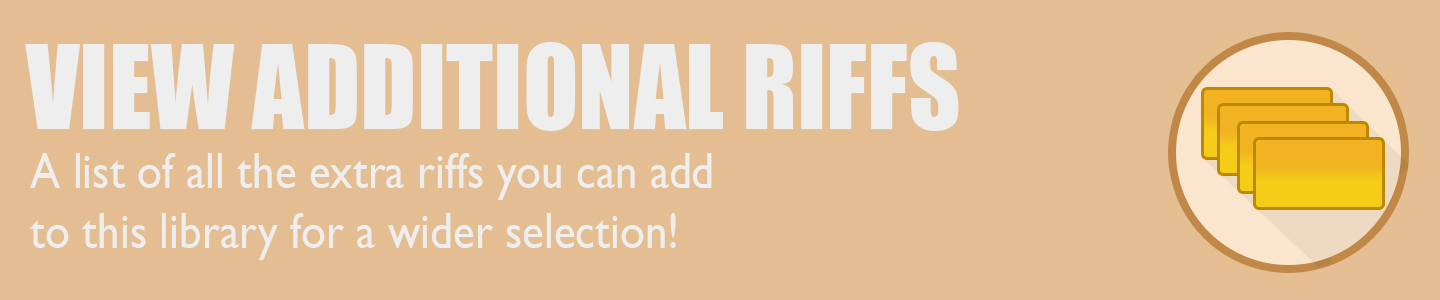 VIEW ADDITIONAL RIFFS
A list of all the extra riffs you can add
to this library for a wider selection!